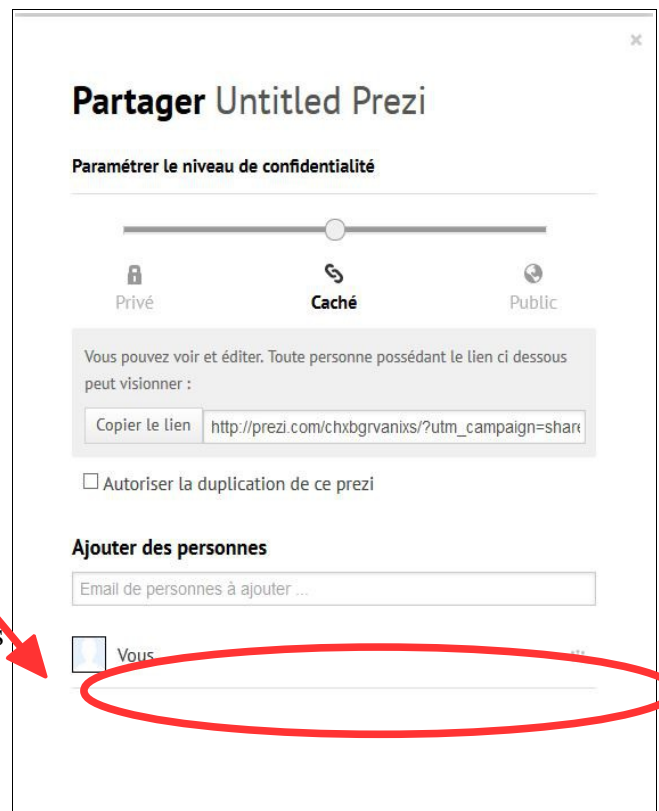 ×
Partager Untitled Prezi
Paramétrer le niveau de confidentialité
Privé Caché Public
Vous pouvez voir et éditer. Toute personne possédant le lien ci dessous
peut visionner :
Copier le lien http://prezi.com/chxbgrvanixs/?utm_campaign=share
Autoriser la duplication de ce prezi
Ajouter des personnes
Email de personnes à ajouter ...
Vous